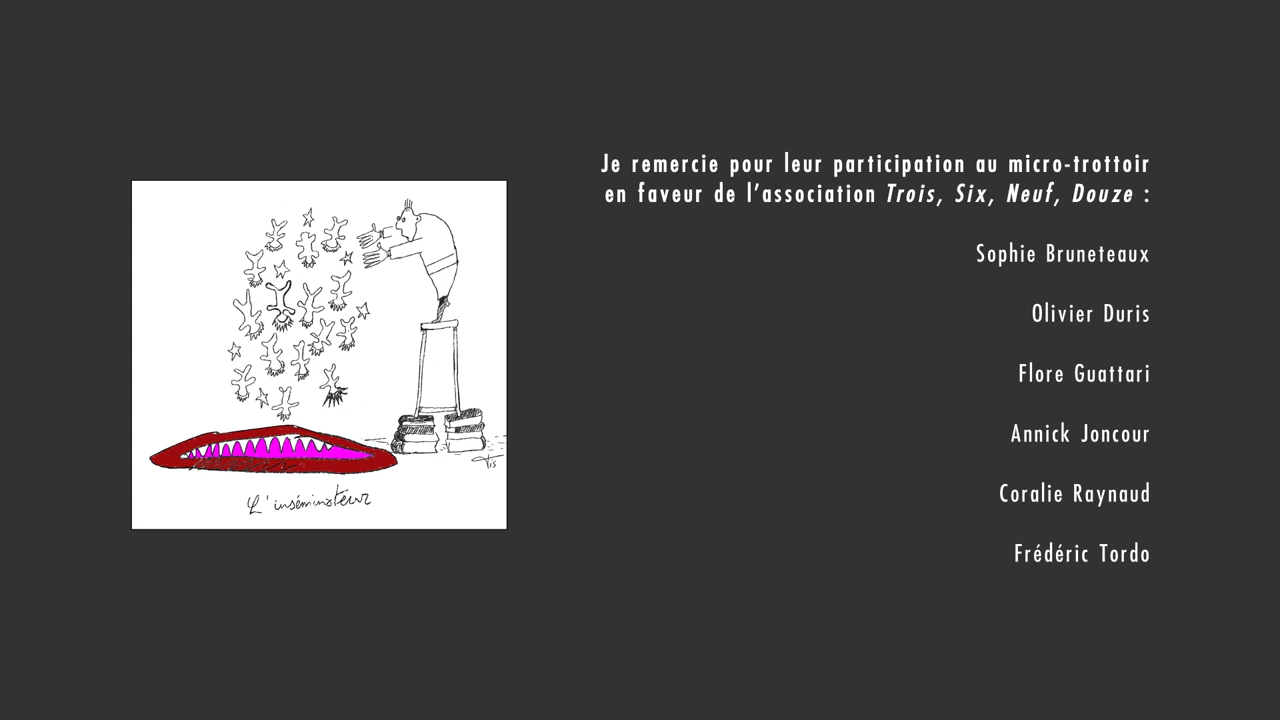 Je remercie pour leur participation au micro-trottoir
en faveur de l’association Trois, Six, Neuf, Douze :
Sophie Bruneteaux
Olivier Duris
Flore Guattari
Annick Joncour
Coralie Raynaud
Frédéric Tordo
Tis
L'inséminateur